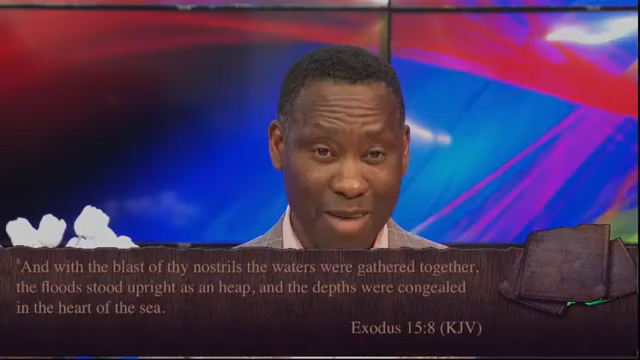 ⁸And with the blast of thy nostrils the waters were gathered together,
the floods stood upright as an heap, and the depths were congealed
in the heart of the sea.
Exodus 15:8 (KJV)